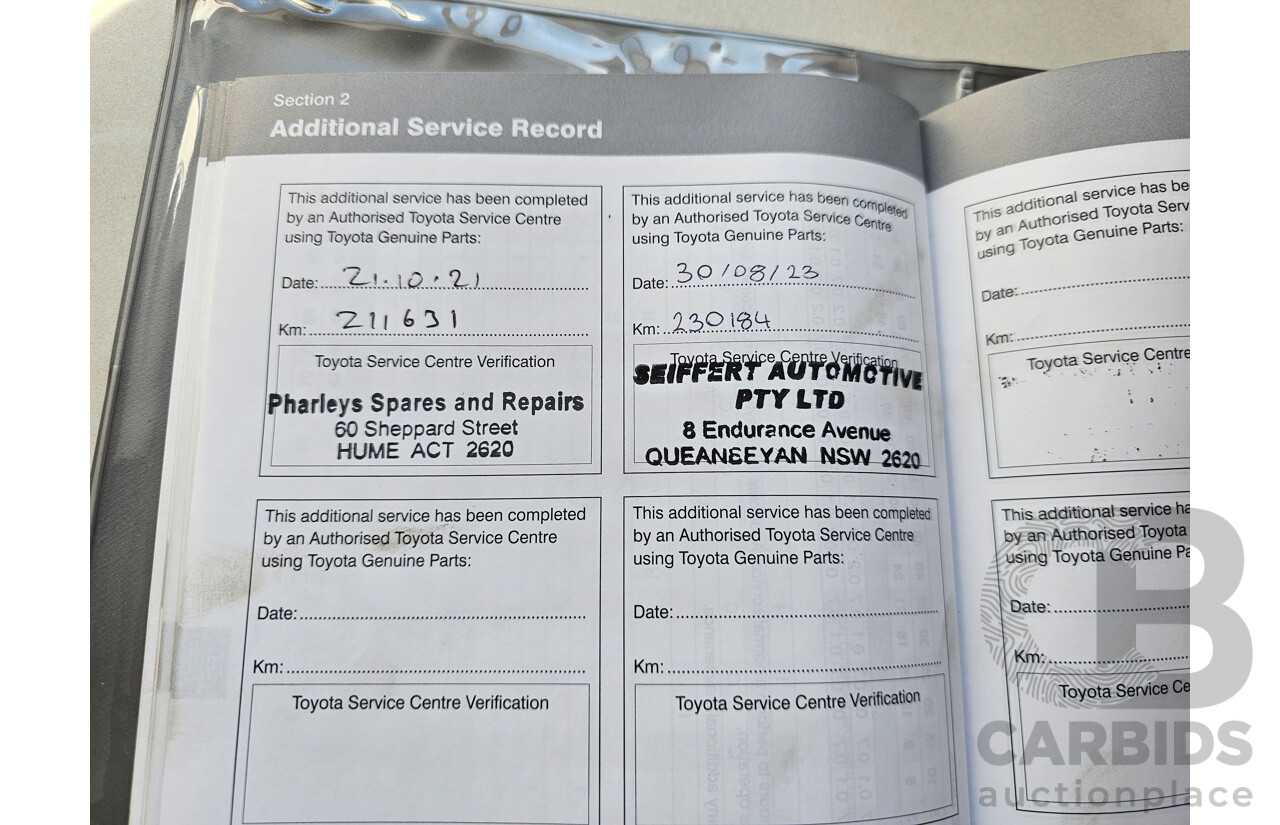 Section 2
Additional Service Record
This additional service has been completed
by an Authorised Toyota Service Centre
using Toyota Genuine Parts:
Date: 21.10.21
Km: 211631
Toyota Service Centre Verification
Pharleys Spares and Repairs
60 Sheppard Street
HUME ACT 2620
This additional service has been completed
by an Authorised Toyota Service Centre
using Toyota Genuine Parts:
Date: 30/08/23
Km: 230184
Toyota Service Centre Verification
SEIFFERT AUTOMOTIVE
PTY LTD
8 Endurance Avenue
QUEANBEYAN NSW 2620
This additional service has be
by an Authorised Toyota Serv
using Toyota Genuine Parts:
Date:
Km:
Toyota Service Centre
This additional service has been completed
by an Authorised Toyota Service Centre
using Toyota Genuine Parts:
Date:
Km:
Toyota Service Centre Verification
This additional service has been completed
by an Authorised Toyota Service Centre
using Toyota Genuine Parts:
Date:
Km:
Toyota Service Centre Verification
This additional service ha
by an Authorised Toyota
using Toyota Genuine Pa
Date:
Km:
Toyota Service Ce
CB
CARBIDS
auctionplace